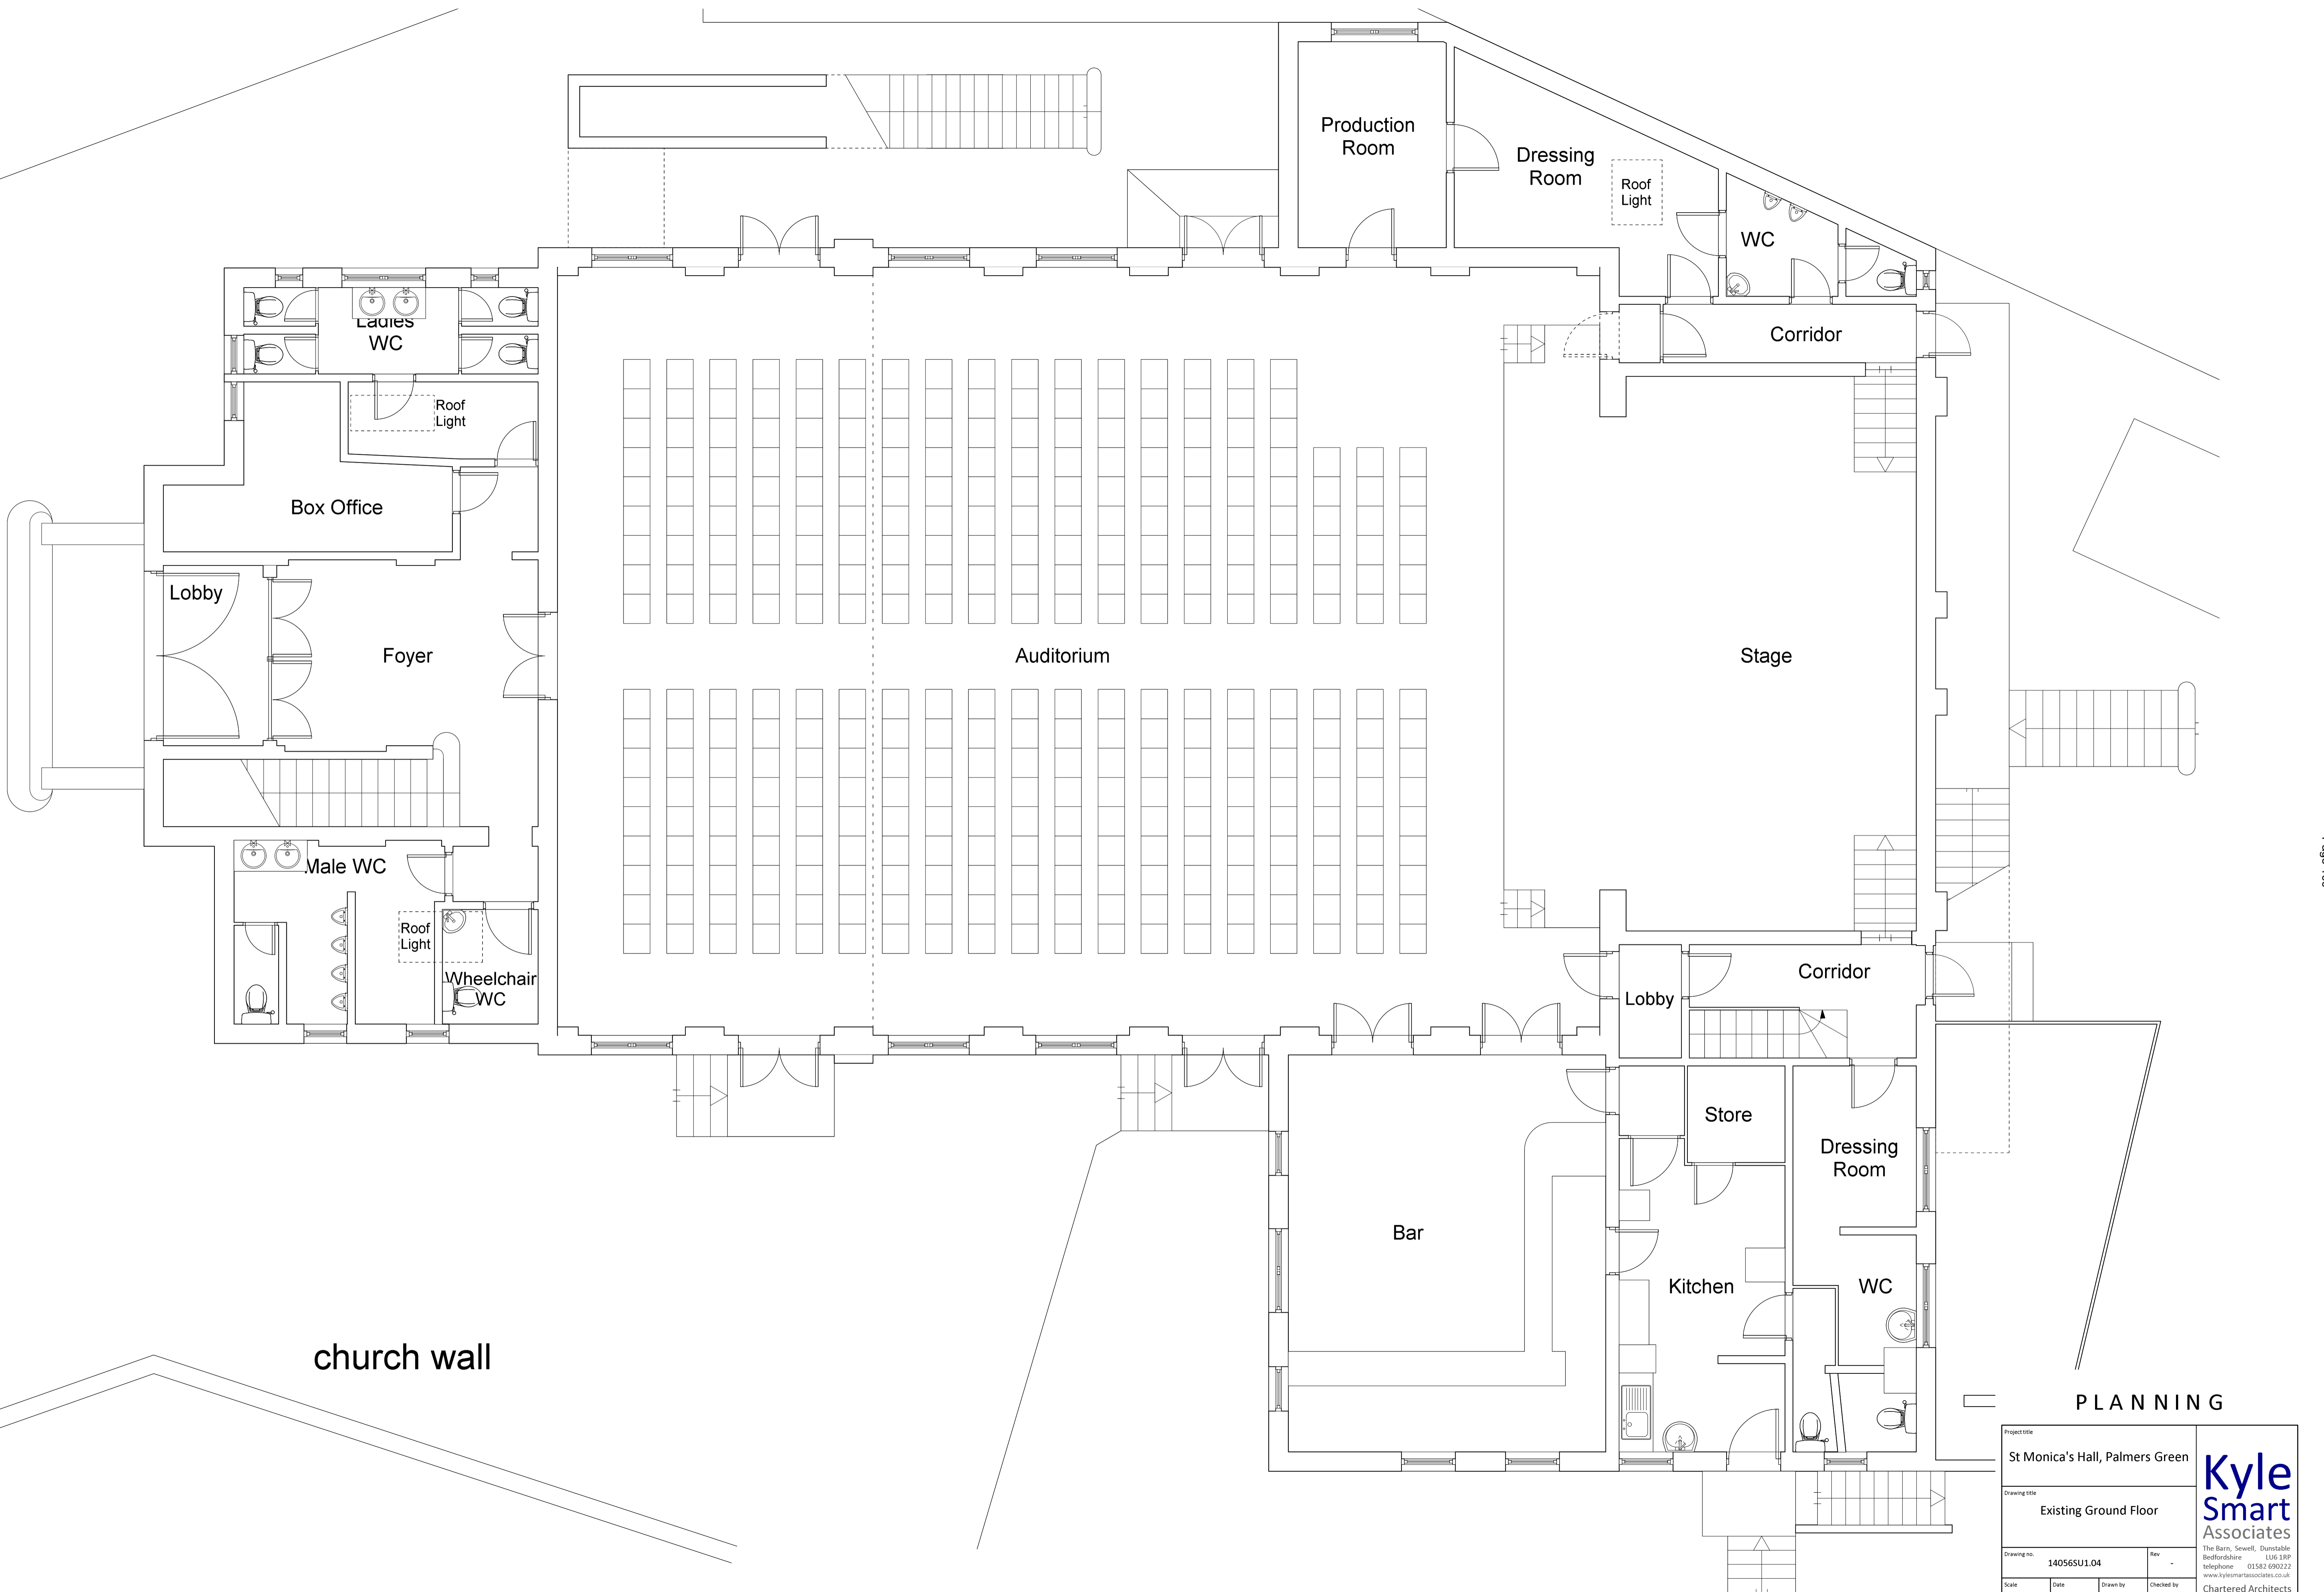 Production
Room
Dressing
Room
Roof
Light
WC
Corridor
Ladies
WC
Roof
Light
Box Office
Lobby
Foyer
Auditorium
Stage
Male WC
Roof
Light
Wheelchair
WC
Lobby
Corridor
Store
Dressing
Room
Bar
Kitchen
WC
church wall
PLANNING
Project title
St Monica's Hall, Palmers Green
Drawing title
Existing Ground Floor
Drawing no.
14056SU1.04
Rev
-
Scale
Date
Drawn by
Checked by
Kyle
Smart
Associates
The Barn, Sewell, Dunstable
Bedfordshire LU6 1RP
telephone 01582 690222
www.kylesmartassociates.co.uk
Chartered Architects